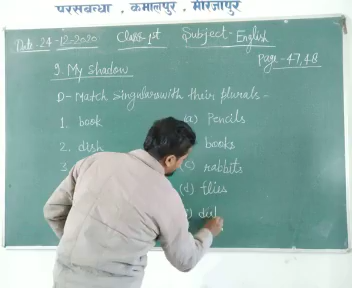 परसबन्धा, कमालपुर, मीरजापुर
Date-24-12-2020 Class-1st Subject-English
Page-47,48
9. My shadow
D-Match singulars with their plurals-
1. book (a) Pencils
2. dish books
3. (c) rabbits
(d) flies